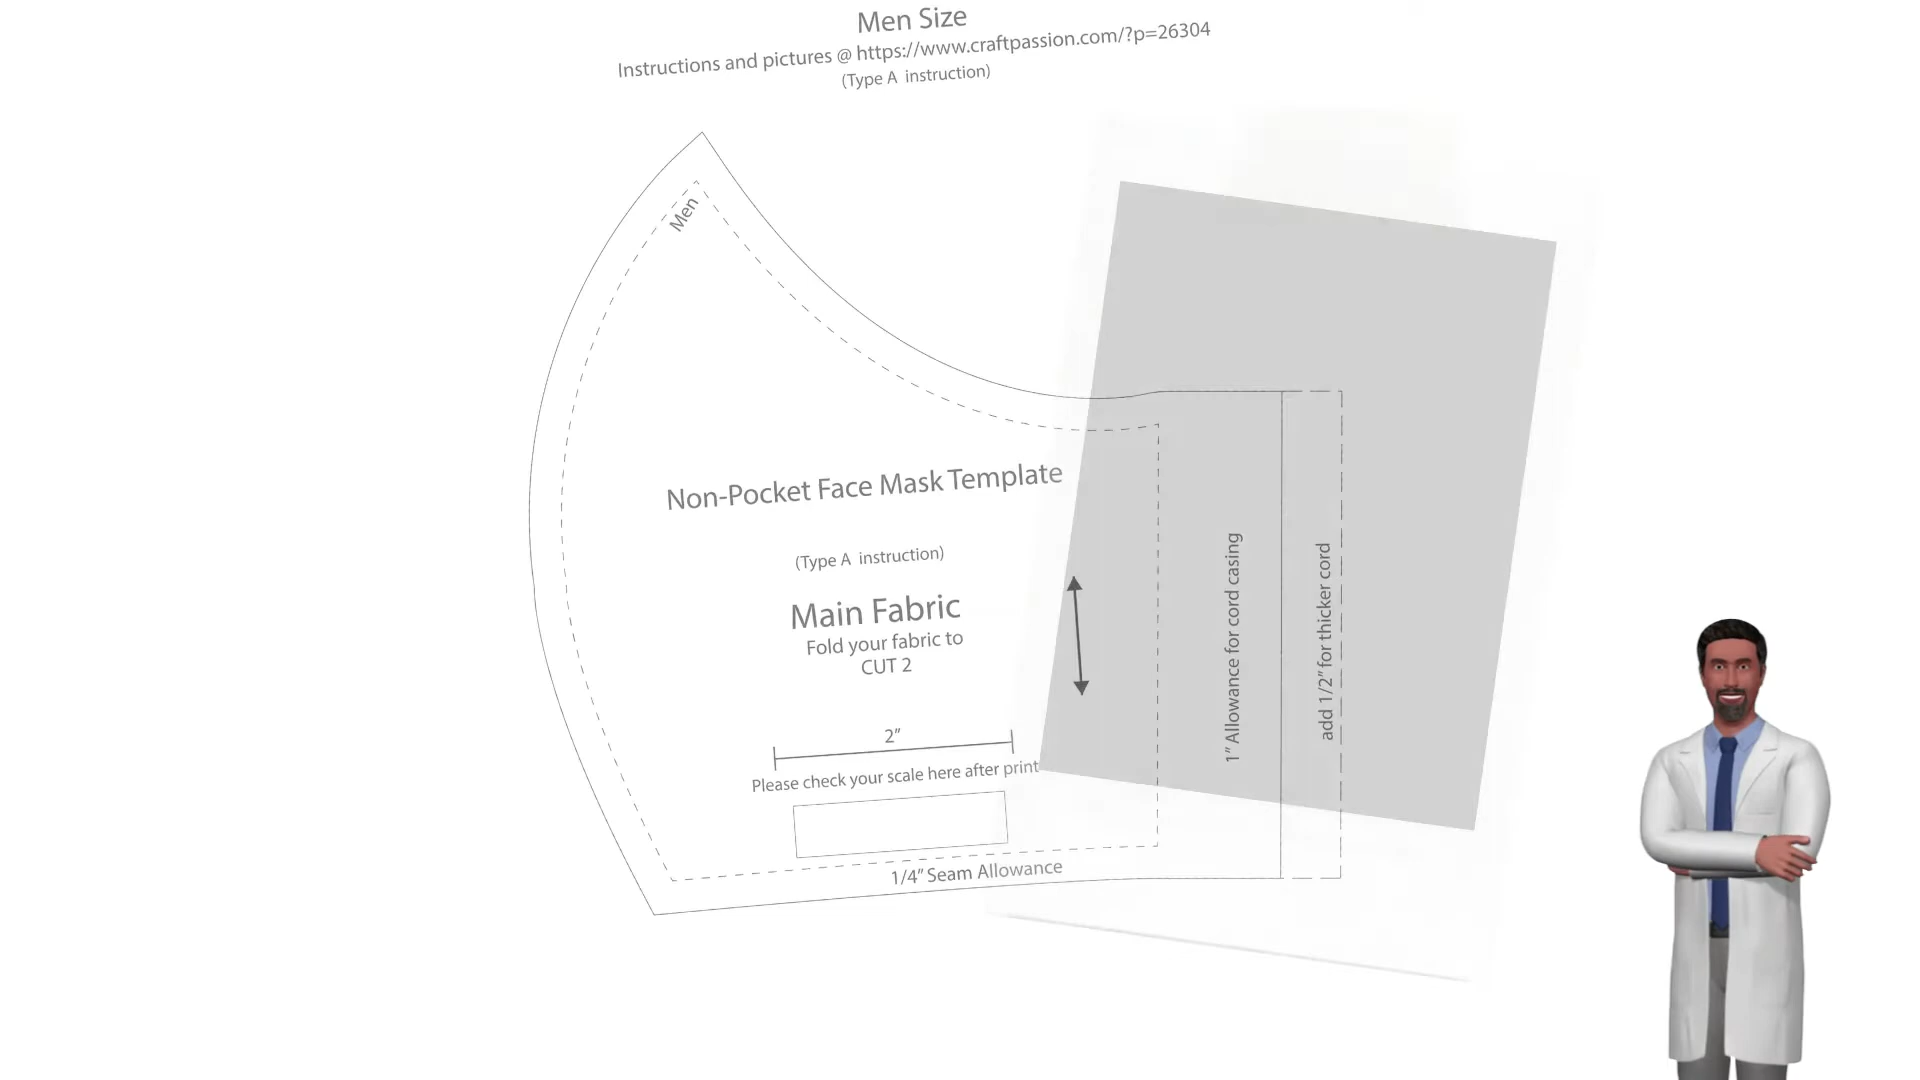 Men Size
Instructions and pictures @ https://www.craftpassion.com/?p=26304
(Type A instruction)
Men
Non-Pocket Face Mask Template
(Type A instruction)
Main Fabric
Fold your fabric to
CUT 2
2”
Please check your scale here after print
1/4” Seam Allowance
1” Allowance for cord casing
add 1/2” for thicker cord